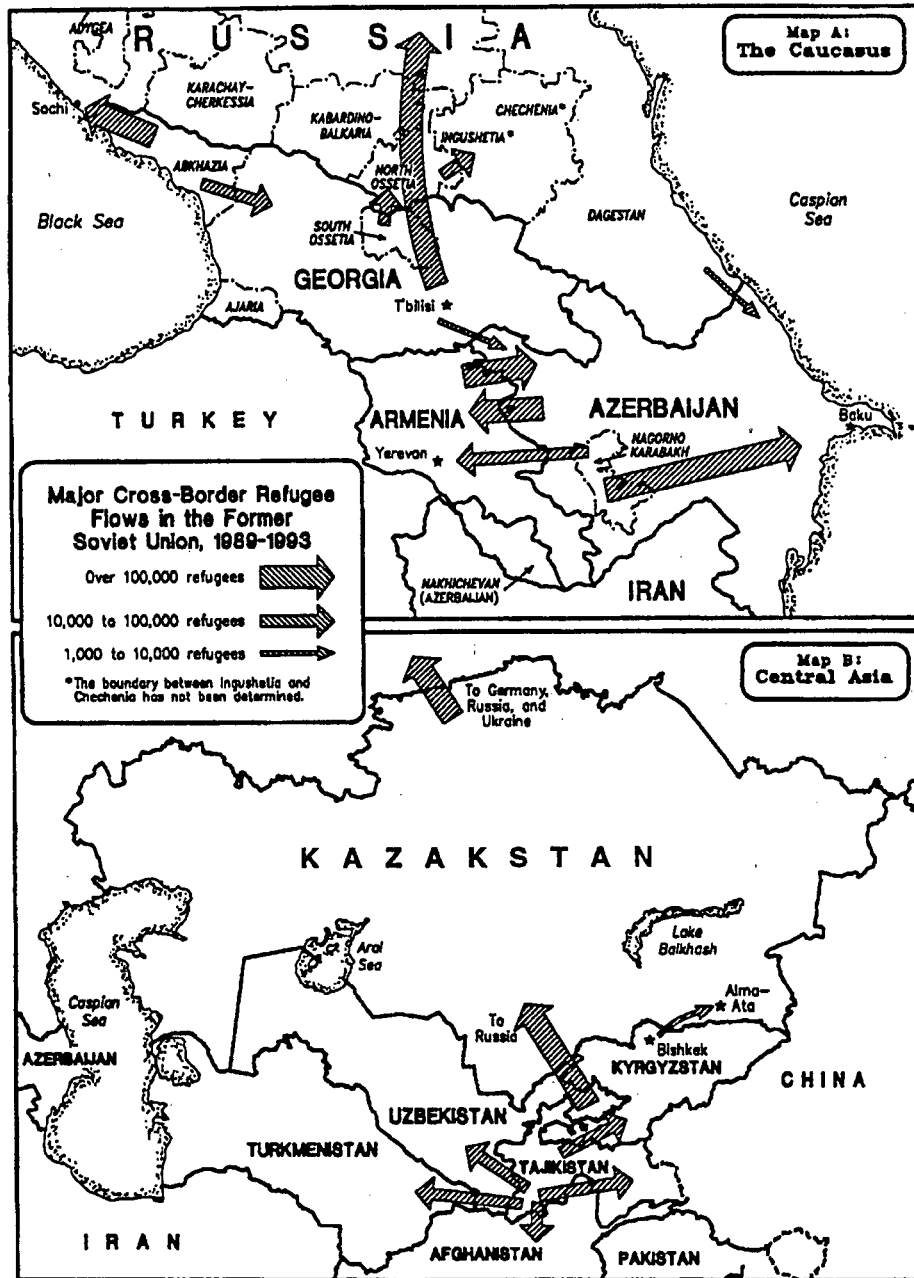 Map A:
The Caucasus
R U S S I A
ADYGEA
KARACHAY-
CHERKESSIA
Sochi
KABARDINO-
BALKARIA
CHECHENIA*
INGUSHETIA*
ABKHAZIA
NORTH
OSSETIA
Black Sea
Caspian
Sea
DAGESTAN
SOUTH
OSSETIA
GEORGIA
AJARIA
T'bilisi
TURKEY
ARMENIA
AZERBAIJAN
Baku
Yerevan
NAGORNO
KARABAKH
NAKHICHEVAN
(AZERBAIJAN)
IRAN
Major Cross-Border Refugee
Flows in the Former
Soviet Union, 1989-1993
Over 100,000 refugees
10,000 to 100,000 refugees
1,000 to 10,000 refugees
*The boundary between Ingushetia and
Chechenia has not been determined.
Map B:
Central Asia
To Germany,
Russia, and
Ukraine
KAZAKSTAN
Aral
Sea
Lake
Balkhash
Caspian
Sea
Alma-
Ata
To
Russia
Bishkek
AZERBAIJAN
KYRGYZSTAN
CHINA
UZBEKISTAN
TURKMENISTAN
TAJIKISTAN
IRAN
AFGHANISTAN
PAKISTAN